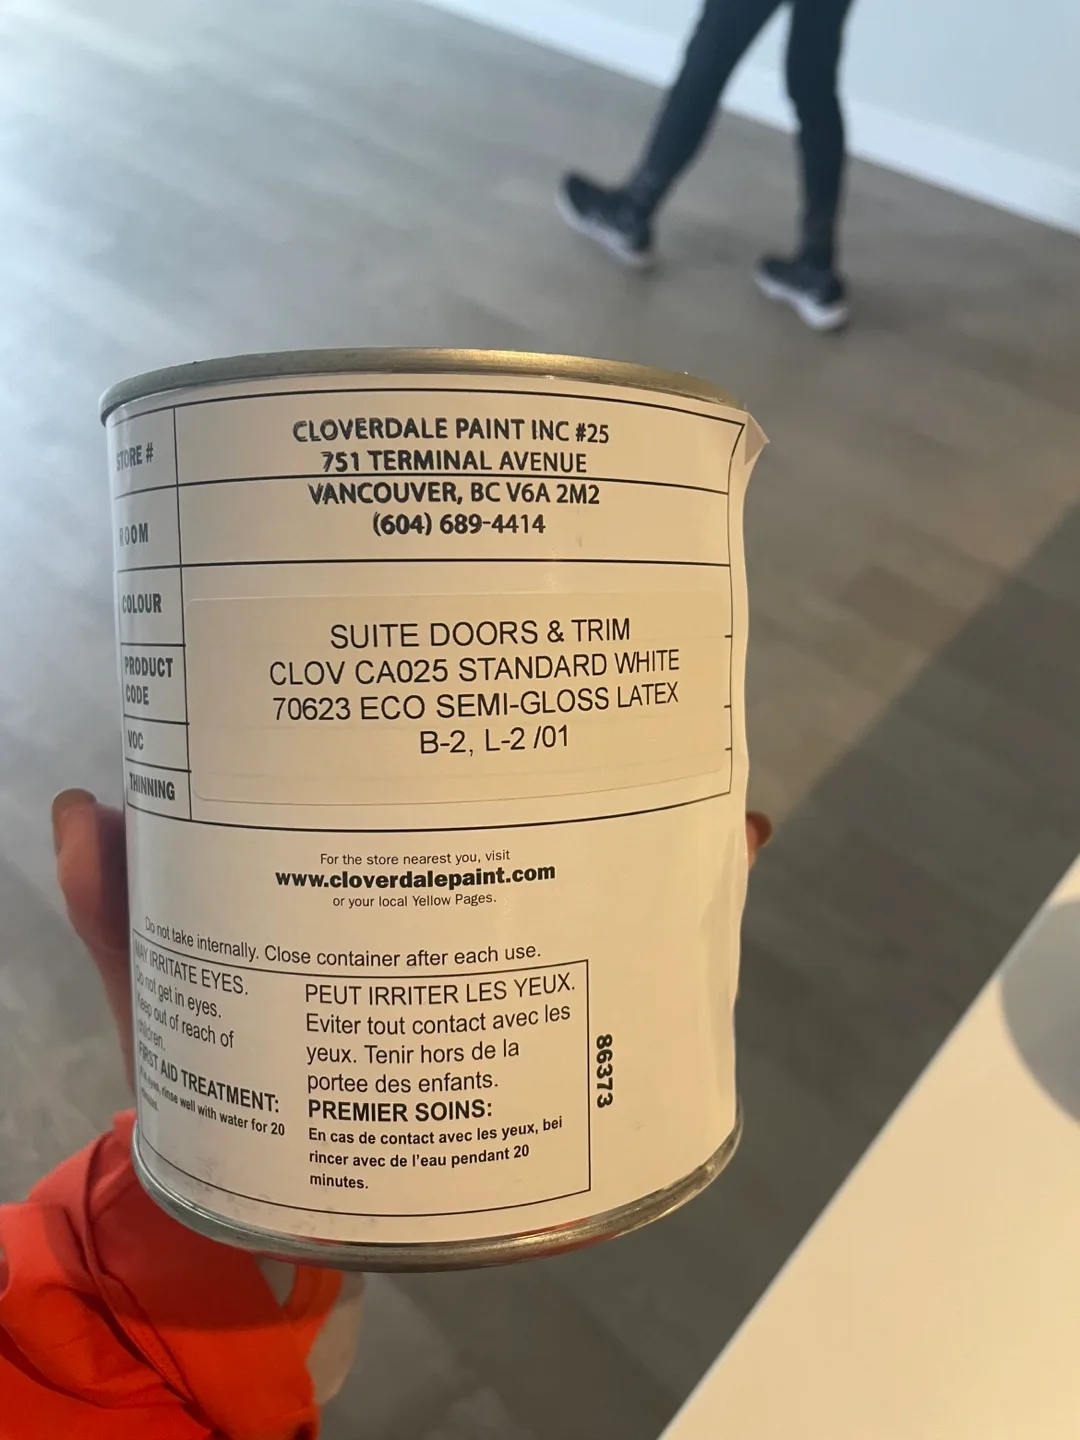 STORE #
CLOVERDALE PAINT INC #25
751 TERMINAL AVENUE
ROOM
VANCOUVER, BC V6A 2M2
(604) 689-4414
COLOUR
PRODUCT
CODE
VOC
THINNING
SUITE DOORS & TRIM
CLOV CA025 STANDARD WHITE
70623 ECO SEMI-GLOSS LATEX
B-2, L-2 /01
For the store nearest you, visit
www.cloverdalepaint.com
or your local Yellow Pages.
Do not take internally. Close container after each use.
MAY IRRITATE EYES.
Do not get in eyes.
Keep out of reach of
children.
FIRST AID TREATMENT:
rinse well with water for 20
PEUT IRRITER LES YEUX.
Eviter tout contact avec les
yeux. Tenir hors de la
portee des enfants.
PREMIER SOINS:
En cas de contact avec les yeux, bei
rincer avec de l'eau pendant 20
minutes.
86373